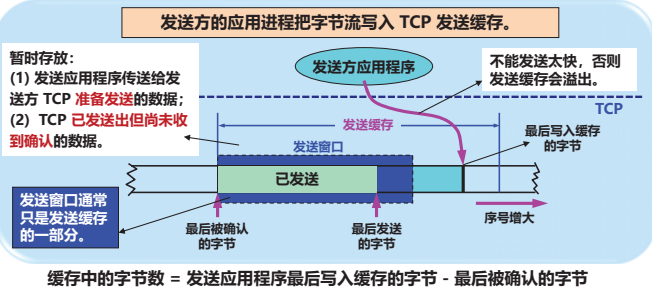 发送方的应用进程把字节流写入 TCP 发送缓存。
暂时存放：
(1) 发送应用程序传送给发
送方 TCP 准备发送的数据；
(2) TCP 已发送出但尚未收
到确认的数据。
发送方应用程序
不能发送太快，否则
发送缓存会溢出。
TCP
发送缓存
最后写入缓存
的字节
发送窗口
已发送
发送窗口通常
只是发送缓存
的一部分。
最后被确认
的字节
最后发送
的字节
序号增大
缓存中的字节数 = 发送应用程序最后写入缓存的字节 - 最后被确认的字节